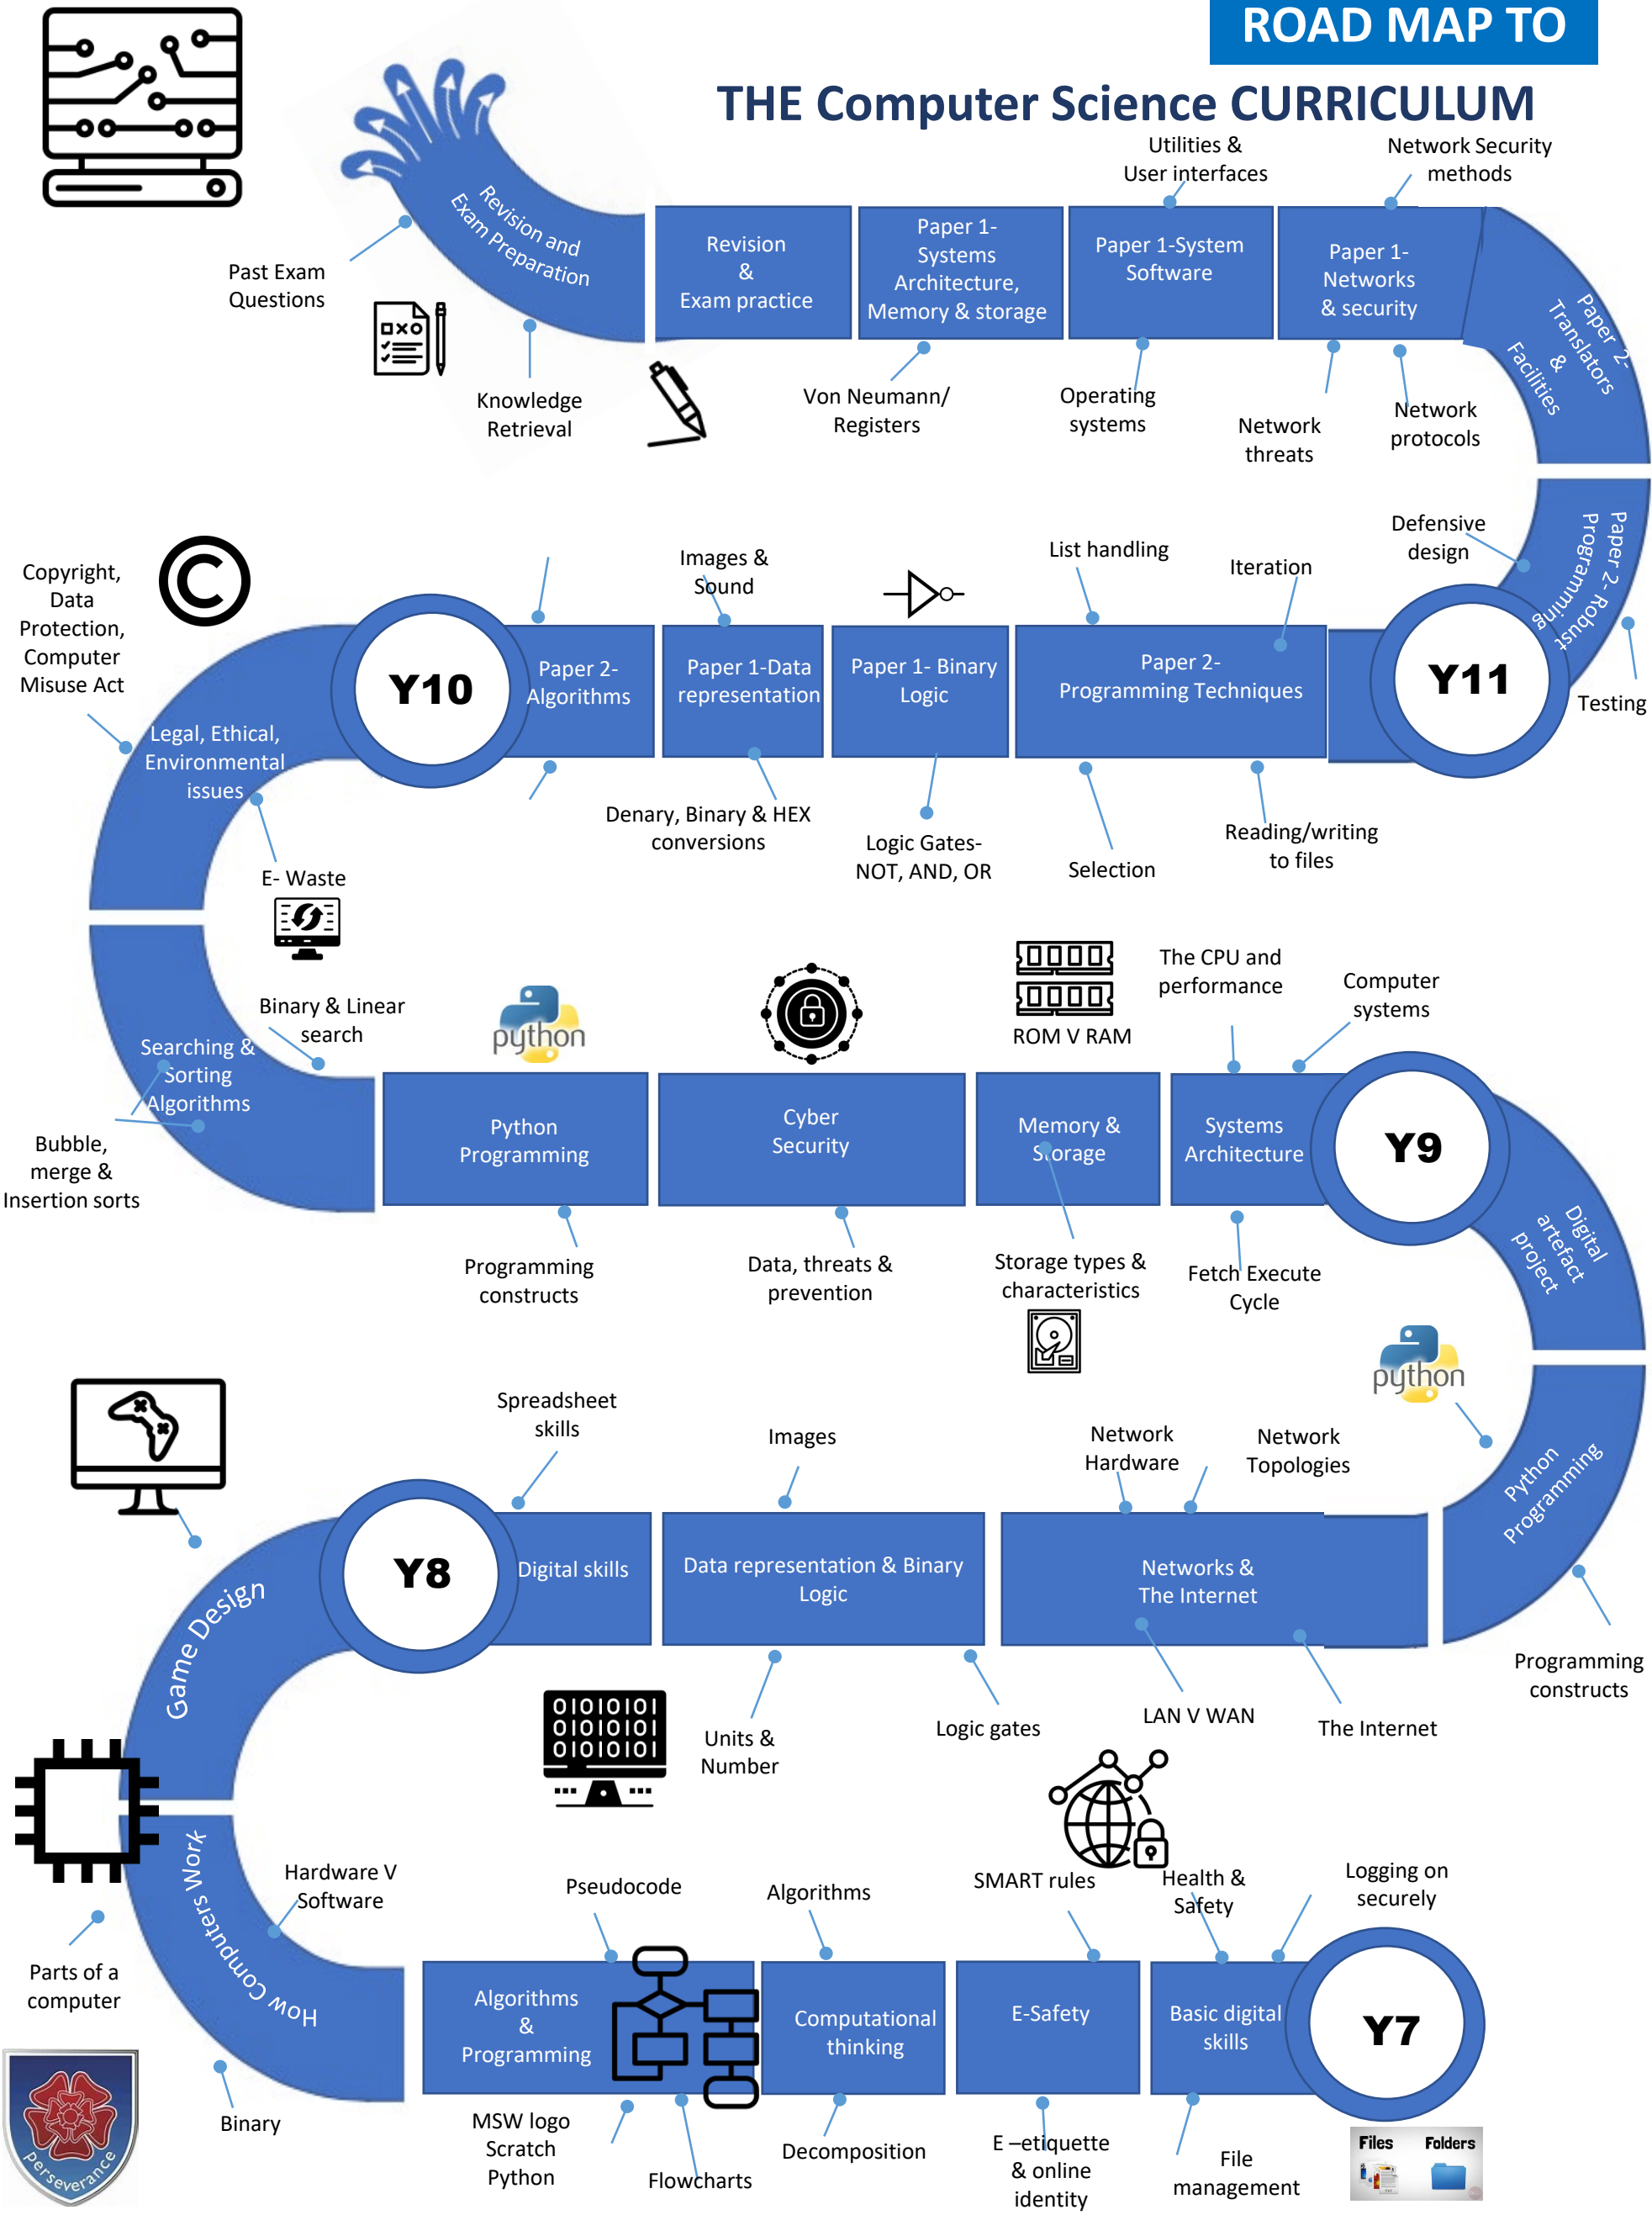 ROAD MAP TO
THE Computer Science CURRICULUM
Utilities &
User interfaces
Network Security
methods
Revision and
Exam Preparation
Revision
&
Exam practice
Paper 1-
Systems
Architecture,
Memory & storage
Paper 1-System
Software
Paper 1-
Networks
& security
Paper 2-
Translators
&
Facilities
Past Exam
Questions
Knowledge
Retrieval
Von Neumann/
Registers
Operating
systems
Network
threats
Network
protocols
Paper 2- Robust
Programming
Defensive
design
Testing
Copyright,
Data
Protection,
Computer
Misuse Act
©
Images &
Sound
List handling
Iteration
Y10
Paper 2-
Algorithms
Paper 1-Data
representation
Paper 1- Binary
Logic
Paper 2-
Programming Techniques
Y11
Legal, Ethical,
Environmental
issues
Denary, Binary & HEX
conversions
Logic Gates-
NOT, AND, OR
Selection
Reading/writing
to files
E- Waste
Binary & Linear
search
python
ROM V RAM
The CPU and
performance
Computer
systems
Searching &
Sorting
Algorithms
Bubble,
merge &
Insertion sorts
Python
Programming
Cyber
Security
Memory &
Storage
Systems
Architecture
Y9
Digital
artefact
project
Programming
constructs
Data, threats &
prevention
Storage types &
characteristics
Fetch Execute
Cycle
python
Spreadsheet
skills
Images
Network
Hardware
Network
Topologies
Python
Programming
Game Design
Y8
Digital skills
Data representation & Binary
Logic
Networks &
The Internet
Programming
constructs
01010101
01010101
01010101
Units &
Number
Logic gates
LAN V WAN
The Internet
How Computers Work
Hardware V
Software
Pseudocode
Algorithms
SMART rules
Health &
Safety
Logging on
securely
Parts of a
computer
Algorithms
&
Programming
Computational
thinking
E-Safety
Basic digital
skills
Y7
Binary
MSW logo
Scratch
Python
Flowcharts
Decomposition
E –etiquette
& online
identity
File
management
Files Folders
perseverance